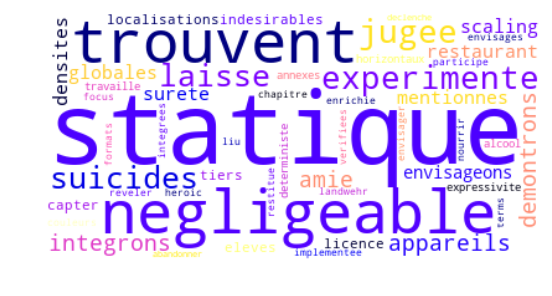 localisations indesirables
declanche
trouvent
jugee
scaling
envisages
densites
horizontaux
restaurant
participe
globales
laisse
annexes
experimente
travaille
focus
surete
chapitre
enrichie
mentionnes
statique
formats
integrees
liu
deterministe
verifiees
envisager
nourrir
alcool
demontrons
suicides
tiers
restitue
amie
envisageons
reveler
heroic
landwehr
expressivite
capter
negligeable
terms
integrons
eleves
licence
appareils
abandonner
implementee